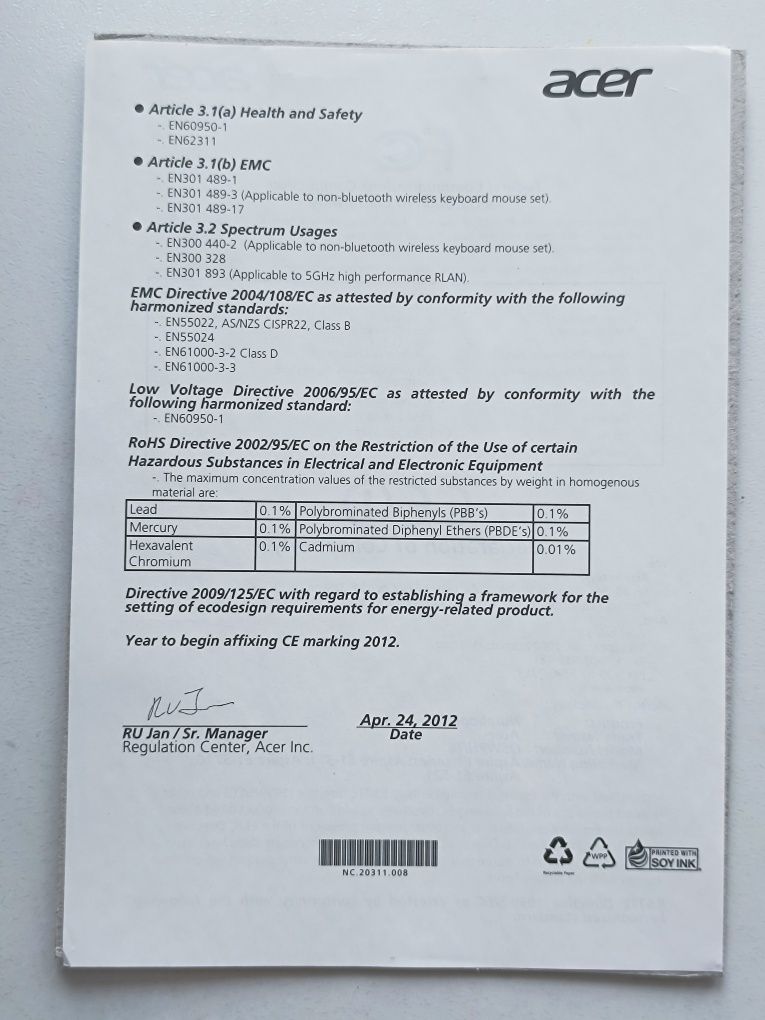 acer
● Article 3.1(a) Health and Safety
-. EN60950-1
-. EN62311
● Article 3.1(b) EMC
-. EN301 489-1
-. EN301 489-3 (Applicable to non-bluetooth wireless keyboard mouse set).
-. EN301 489-17
● Article 3.2 Spectrum Usages
-. EN300 440-2 (Applicable to non-bluetooth wireless keyboard mouse set).
-. EN300 328
-. EN301 893 (Applicable to 5GHz high performance RLAN).
EMC Directive 2004/108/EC as attested by conformity with the following
harmonized standards:
-. EN55022, AS/NZS CISPR22, Class B
-. EN55024
-. EN61000-3-2 Class D
-. EN61000-3-3
Low Voltage Directive 2006/95/EC as attested by conformity with the
following harmonized standard:
-. EN60950-1
RoHS Directive 2002/95/EC on the Restriction of the Use of certain
Hazardous Substances in Electrical and Electronic Equipment
-. The maximum concentration values of the restricted substances by weight in homogenous
material are:
Lead 0.1% Polybrominated Biphenyls (PBB's) 0.1%
Mercury 0.1% Polybrominated Diphenyl Ethers (PBDE's) 0.1%
Hexavalent 0.1% Cadmium 0.01%
Chromium
Directive 2009/125/EC with regard to establishing a framework for the
setting of ecodesign requirements for energy-related product.
Year to begin affixing CE marking 2012.
RU Jan
Apr. 24, 2012
RU Jan / Sr. Manager Date
Regulation Center, Acer Inc.
NC.20311.008
Recyclable Paper
WPP
PRINTED WITH
SOY INK